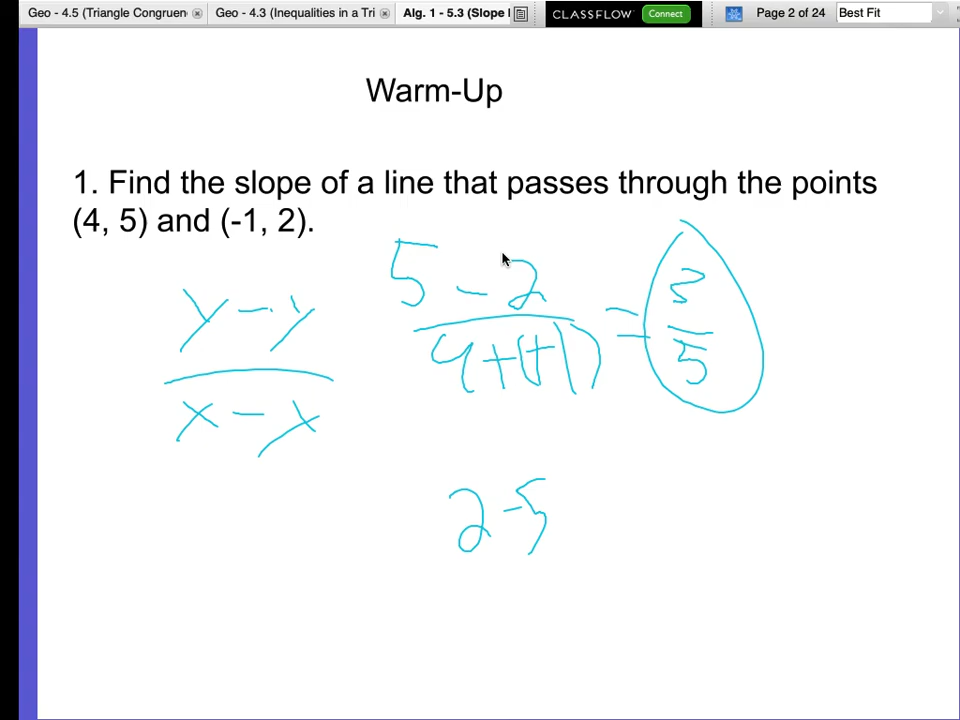 Geo - 4.5 (Triangle Congruen Geo - 4.3 (Inequalities in a Tri Alg. 1 - 5.3 (Slope CLASSFLOW Connect Page 2 of 24 Best Fit
Warm-Up
1. Find the slope of a line that passes through the points
(4, 5) and (-1, 2).
y - y
x - x
5 - 2
4 + (+1)
=
3
5
2 - 5